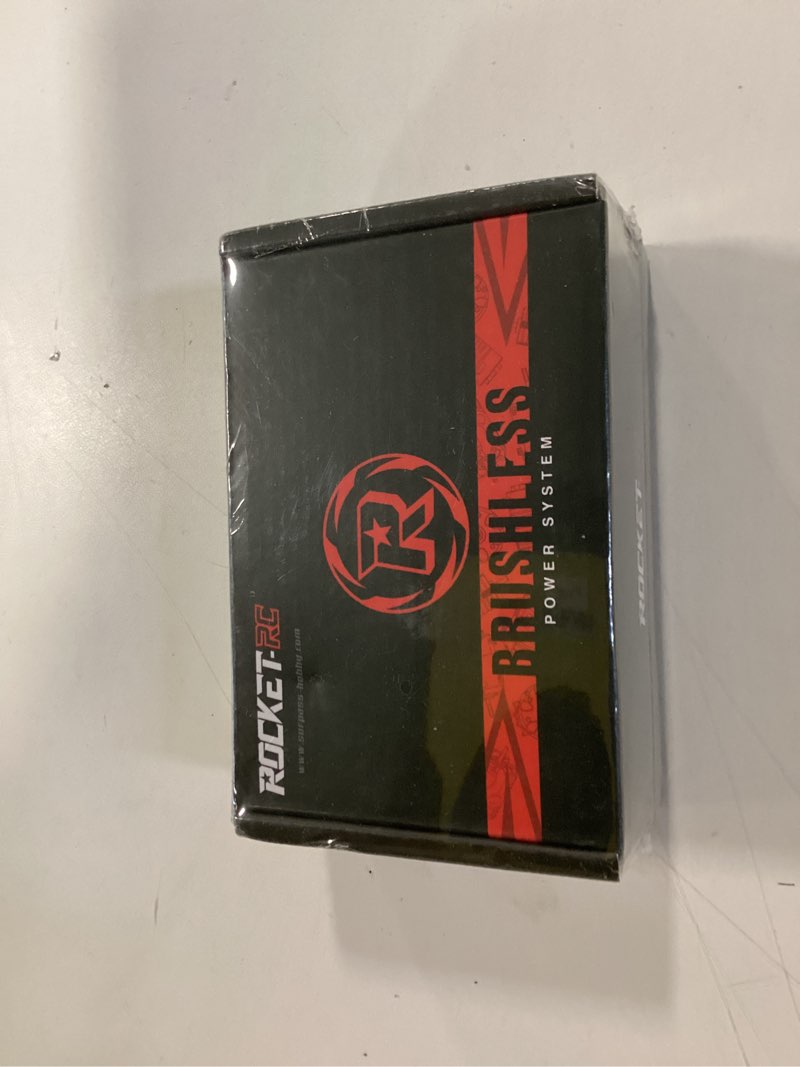 ROCKET-RC
www.surpass-hobby.com
R
BRUSHLESS
POWER SYSTEM
ROCKET